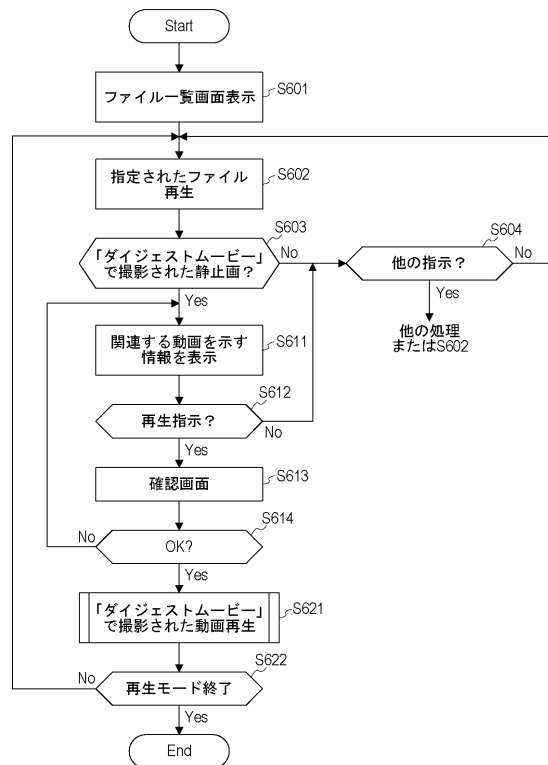 Start
ファイル一覧画面表示
S601
指定されたファイル
再生
S602
「ダイジェストムービー」
で撮影された静止画？
S603
No
Yes
他の指示？
S604
No
Yes
他の処理
またはS602
関連する動画を示す
情報を表示
S611
再生指示？
S612
No
Yes
確認画面
S613
OK?
S614
No
Yes
「ダイジェストムービー」
で撮影された動画再生
S621
再生モード終了
S622
No
Yes
End